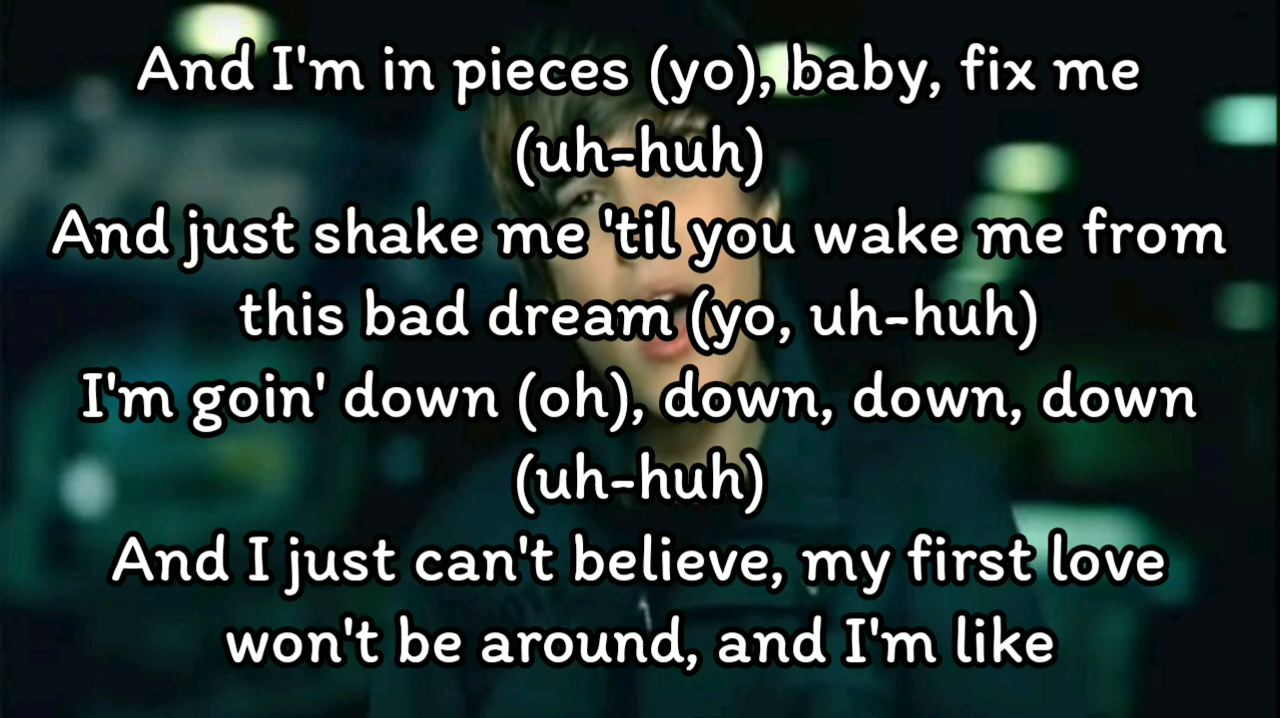 And I'm in pieces (yo), baby, fix me
(uh-huh)
And just shake me 'til you wake me from
this bad dream (yo, uh-huh)
I'm goin' down (oh), down, down, down
(uh-huh)
And I just can't believe, my first love
won't be around, and I'm like